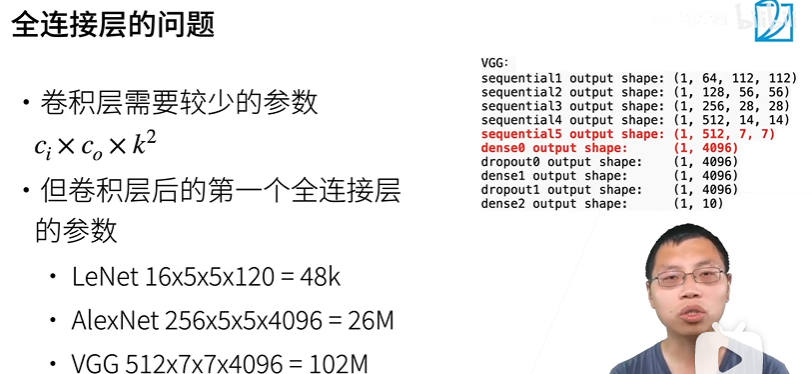 全连接层的问题
• 卷积层需要较少的参数
cᵢ × cₒ × k²
• 但卷积层后的第一个全连接层
的参数
• LeNet 16x5x5x120 = 48k
• AlexNet 256x5x5x4096 = 26M
• VGG 512x7x7x4096 = 102M
VGG:
sequential1 output shape: (1, 64, 112, 112)
sequential2 output shape: (1, 128, 56, 56)
sequential3 output shape: (1, 256, 28, 28)
sequential4 output shape: (1, 512, 14, 14)
sequential5 output shape: (1, 512, 7, 7)
dense0 output shape: (1, 4096)
dropout0 output shape: (1, 4096)
dense1 output shape: (1, 4096)
dropout1 output shape: (1, 4096)
dense2 output shape: (1, 10)